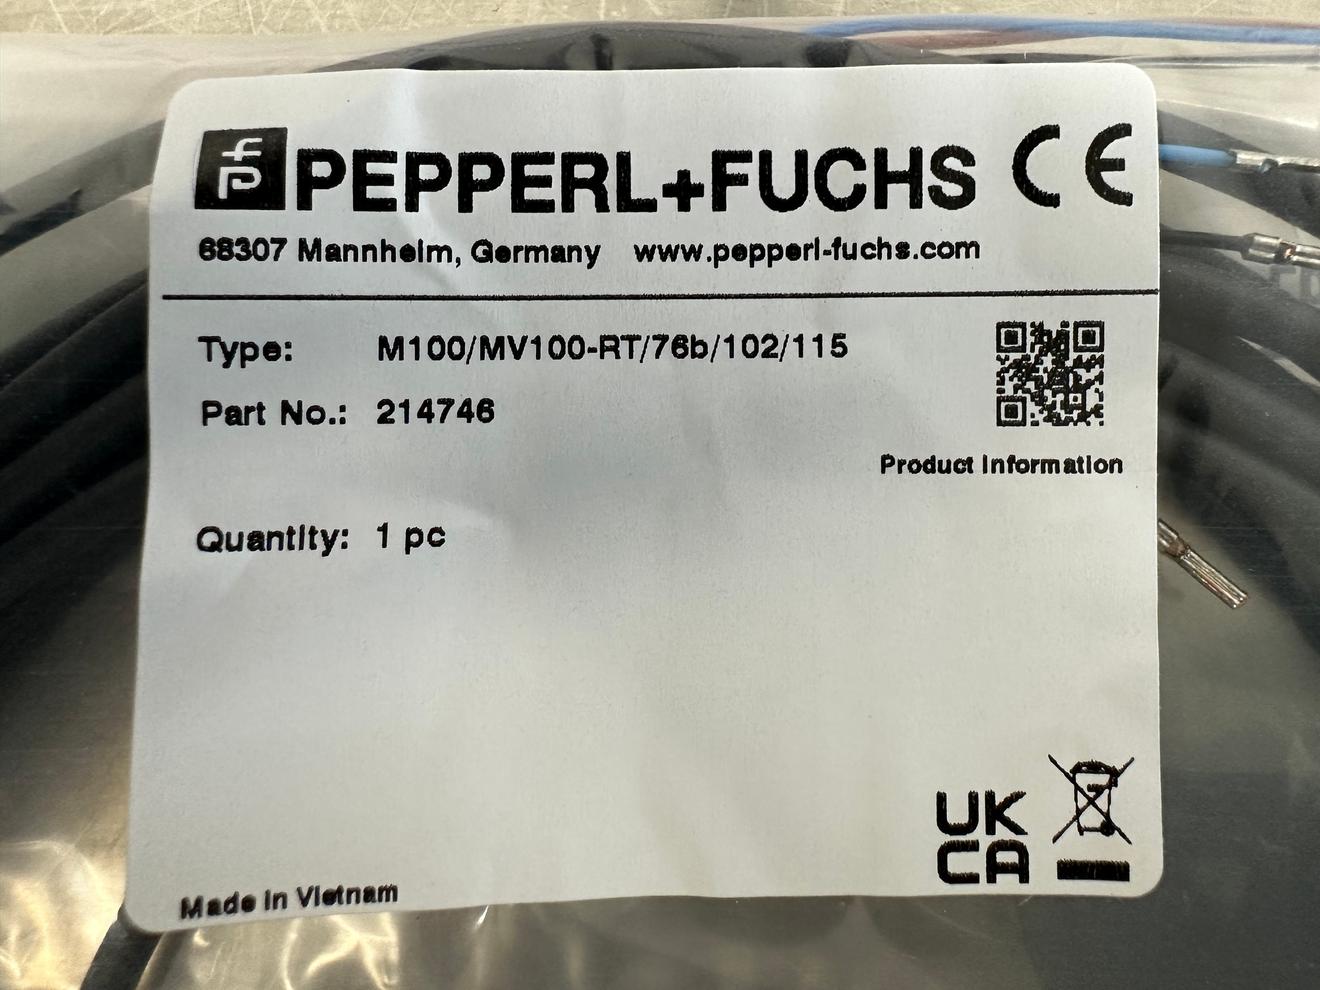 PEPPERL+FUCHS CE
68307 Mannheim, Germany www.pepperl-fuchs.com
Type: M100/MV100-RT/76b/102/115
Part No.: 214746
Product Information
Quantity: 1 pc
UK
CA
Made in Vietnam